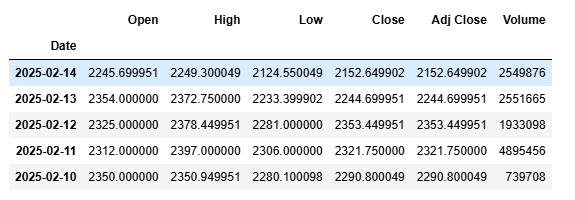 Open High Low Close Adj Close Volume
Date
2025-02-14 2245.699951 2249.300049 2124.550049 2152.649902 2152.649902 2549876
2025-02-13 2354.000000 2372.750000 2233.399902 2244.699951 2244.699951 2551665
2025-02-12 2325.000000 2378.449951 2281.000000 2353.449951 2353.449951 1933098
2025-02-11 2312.000000 2397.000000 2306.000000 2321.750000 2321.750000 4895456
2025-02-10 2350.000000 2350.949951 2280.100098 2290.800049 2290.800049 739708